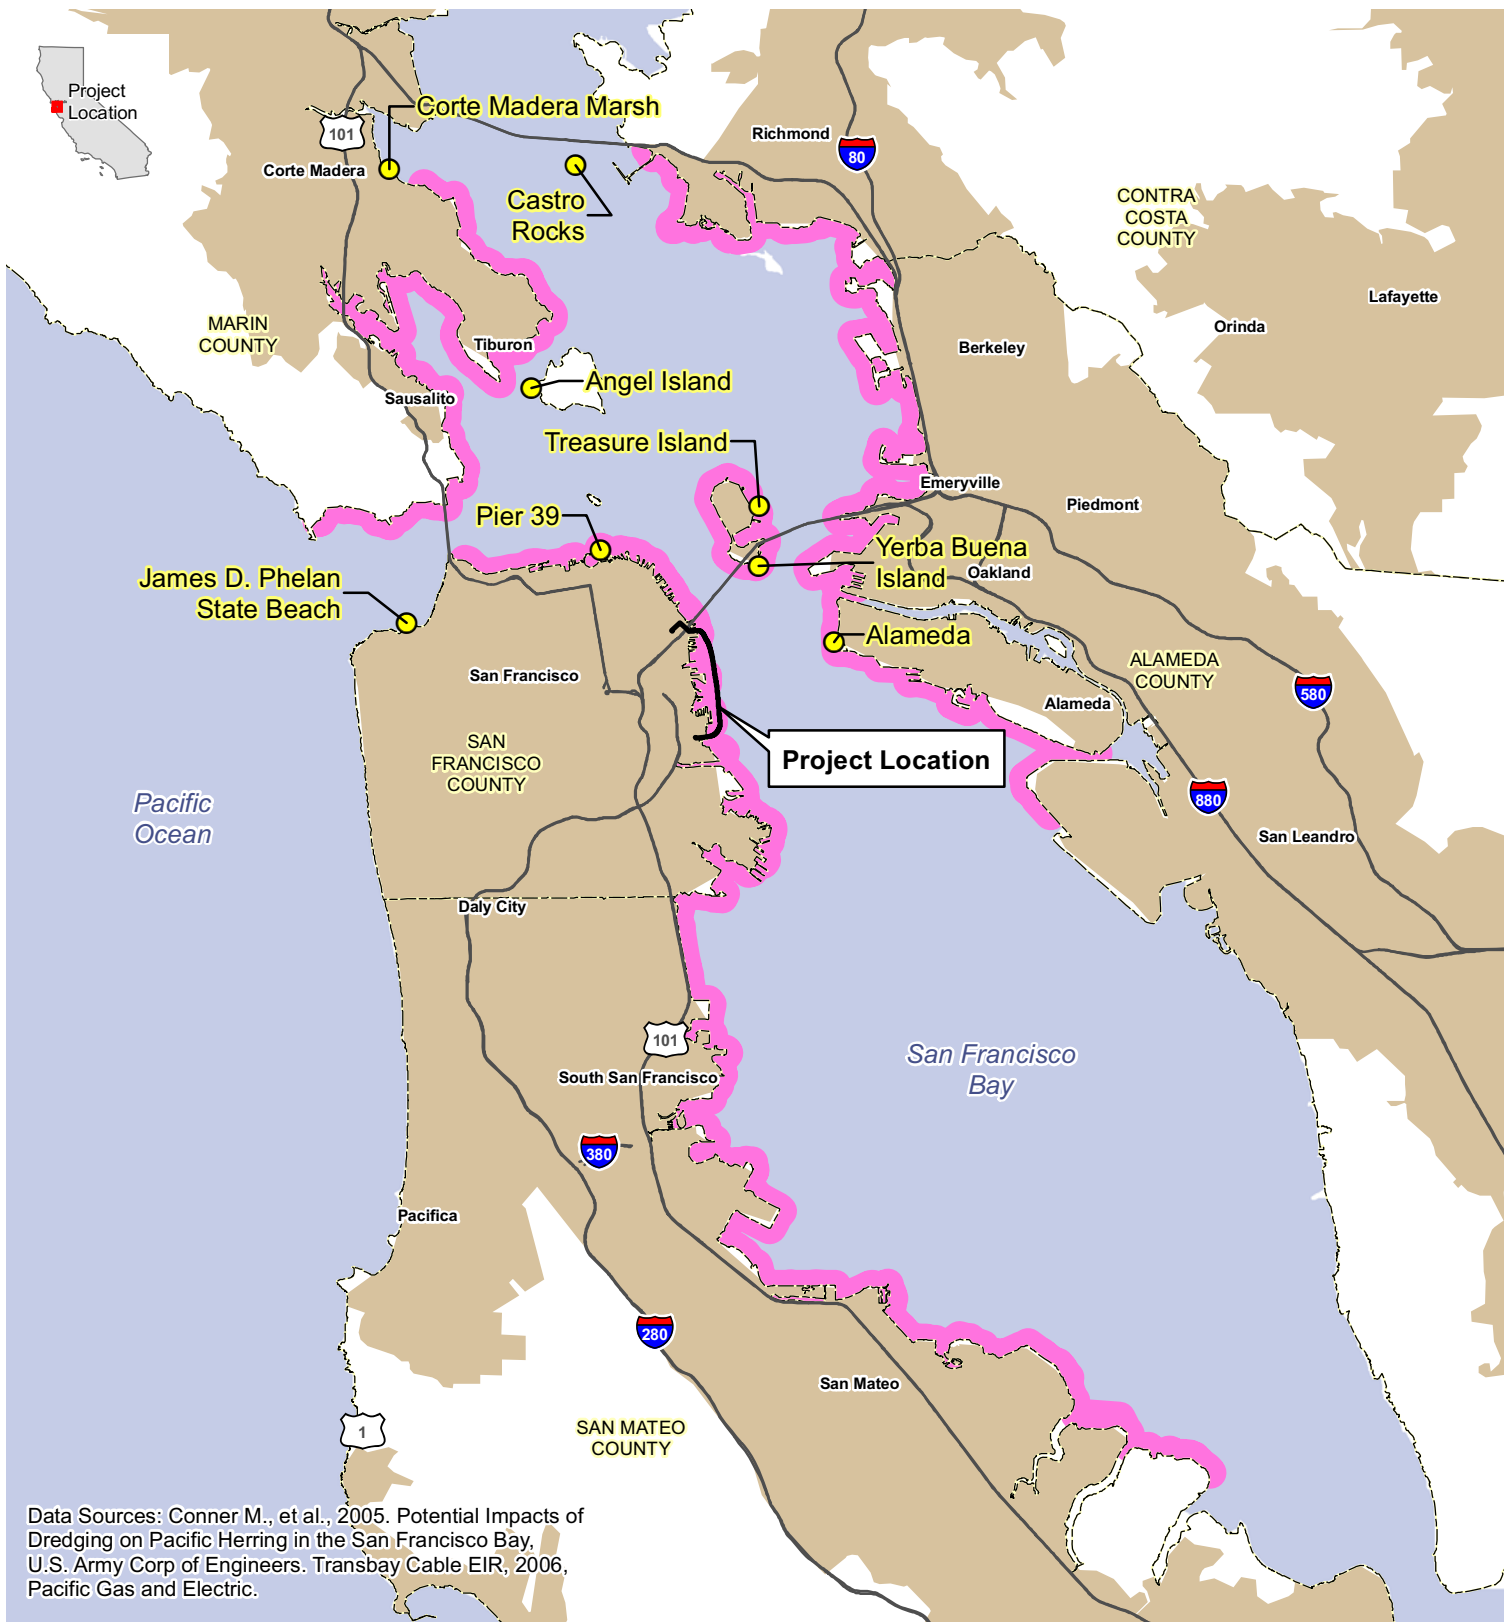 Project
Location
Corte Madera Marsh
101
Richmond
80
Corte Madera
Castro
Rocks
CONTRA
COSTA
COUNTY
Lafayette
MARIN
COUNTY
Orinda
Tiburon
Berkeley
Angel Island
Sausalito
Treasure Island
Emeryville
Piedmont
Pier 39
Yerba Buena
Island
Oakland
James D. Phelan
State Beach
Alameda
ALAMEDA
COUNTY
San Francisco
580
Alameda
SAN
FRANCISCO
COUNTY
Project Location
880
Pacific
Ocean
San Leandro
Daly City
101
San Francisco
Bay
South San Francisco
380
Pacifica
280
San Mateo
1
SAN MATEO
COUNTY
Data Sources: Conner M., et al., 2005. Potential Impacts of
Dredging on Pacific Herring in the San Francisco Bay,
U.S. Army Corp of Engineers. Transbay Cable EIR, 2006,
Pacific Gas and Electric.